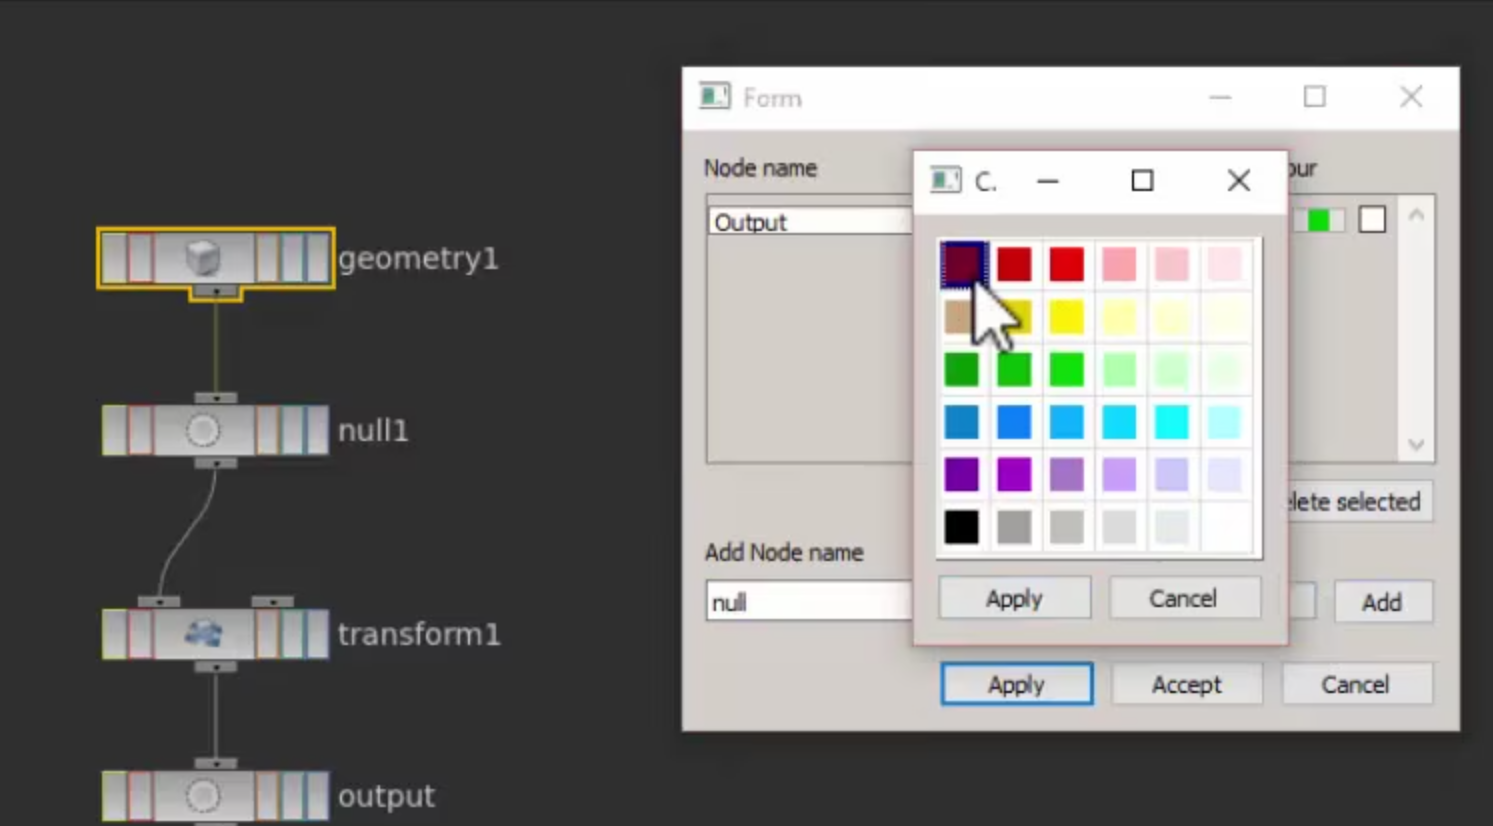 geometry1
null1
transform1
output
Form
Node name
our
Output
elete selected
Add Node name
null
Add
Apply
Accept
Cancel
C.
Apply
Cancel